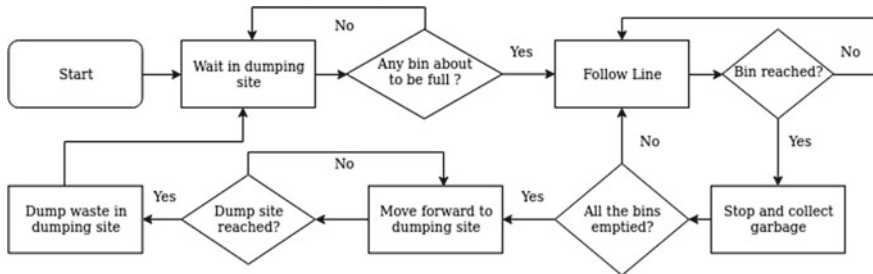 No
Yes
No
Start
Wait in dumping
site
Any bin about
to be full ?
Follow Line
Bin reached?
No
Yes
No
Yes
Yes
Dump waste in
dumping site
Dump site
reached?
Move forward to
dumping site
All the bins
emptied?
Stop and collect
garbage